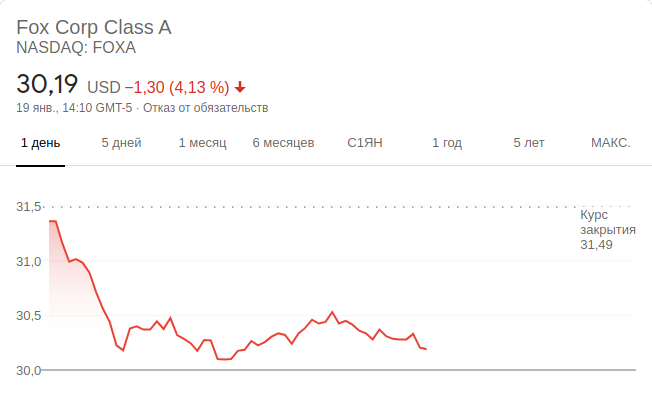 Fox Corp Class A
NASDAQ: FOXA
30,19 USD −1,30 (4,13 %)
19 янв., 14:10 GMT-5 · Отказ от обязательств
1 день 5 дней 1 месяц 6 месяцев С1ЯН 1 год 5 лет МАКС.
31,5
Курс
закрытия
31,49
31,0
30,5
30,0